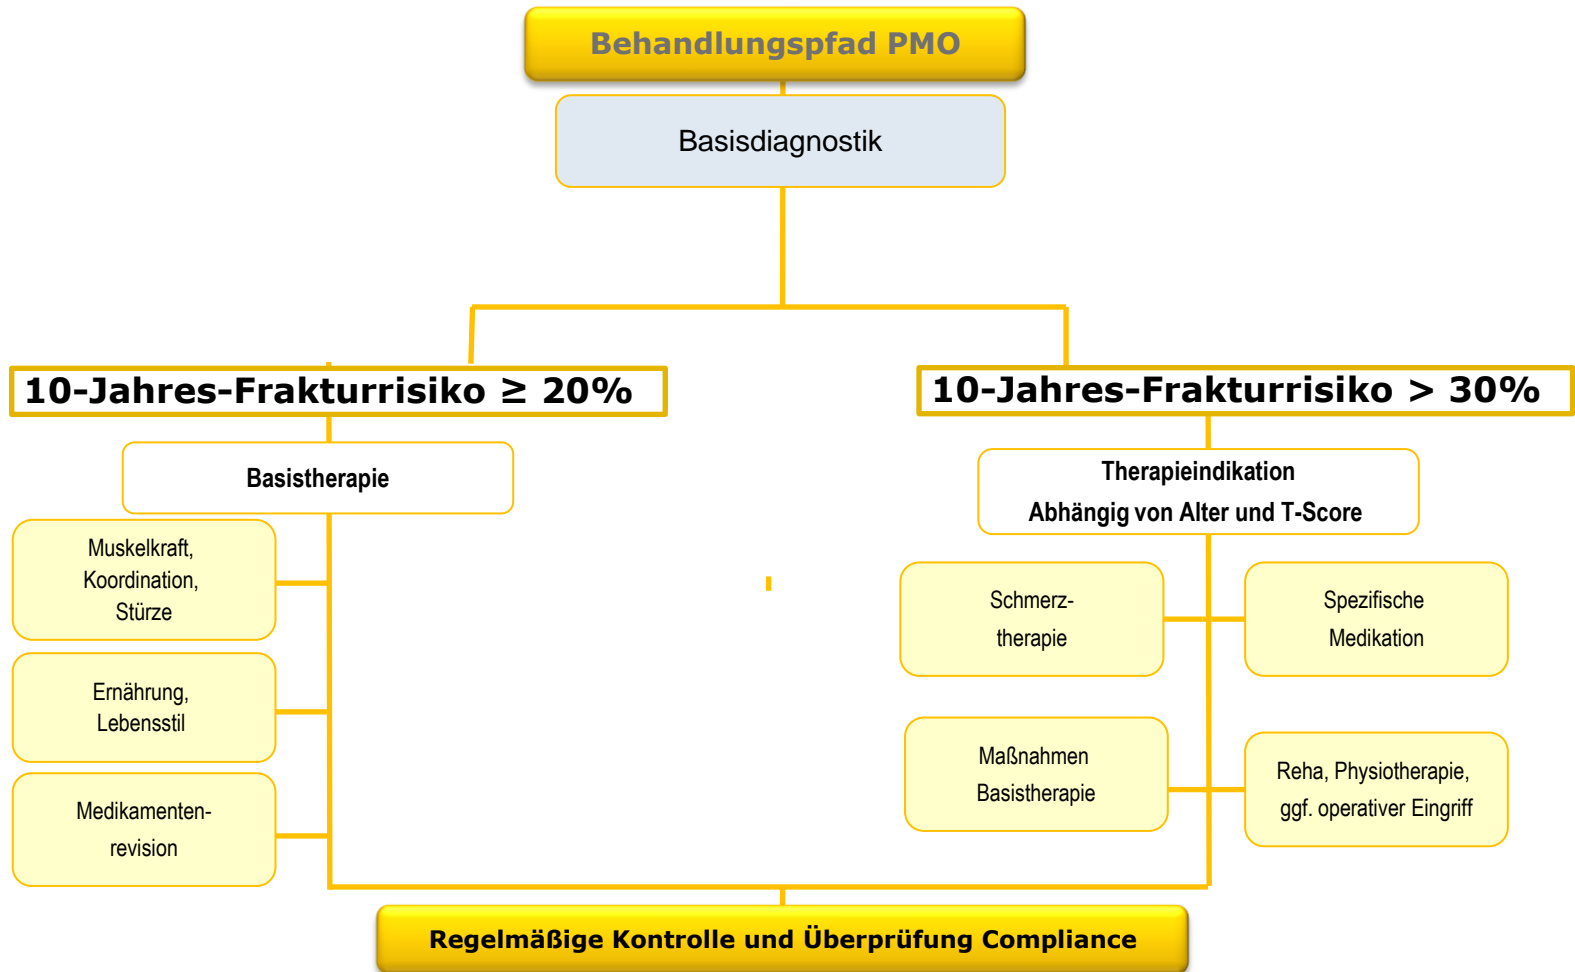 Behandlungspfad PMO
Basisdiagnostik
10-Jahres-Frakturrisiko ≥ 20%
Basistherapie
Muskelkraft,
Koordination,
Stürze
Ernährung,
Lebensstil
Medikamenten-
revision
10-Jahres-Frakturrisiko > 30%
Therapieindikation
Abhängig von Alter und T-Score
Schmerz-
therapie
Spezifische
Medikation
Maßnahmen
Basistherapie
Reha, Physiotherapie,
ggf. operativer Eingriff
Regelmäßige Kontrolle und Überprüfung Compliance